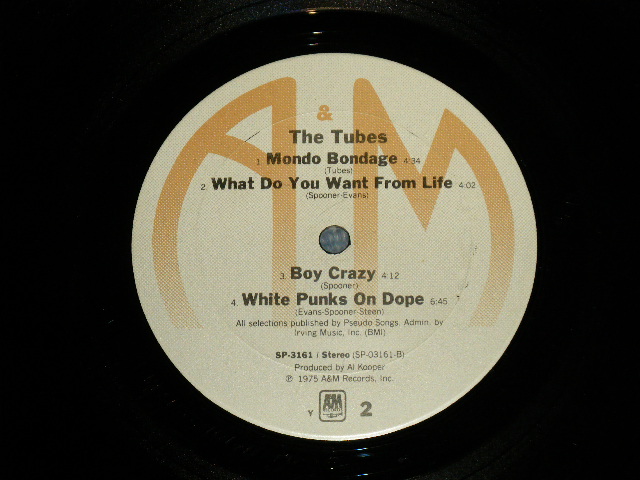 A&M
The Tubes
1. Mondo Bondage 4:34
(Tubes)
2. What Do You Want From Life 4:02
(Spooner-Evans)
3. Boy Crazy 4:12
(Spooner)
4. White Punks On Dope 6:45
(Evans-Spooner-Steen)
All selections published by Pseudo Songs. Admin. by
Irving Music, Inc. (BMI)
SP-3161 / Stereo (SP-03161-B)
Produced by Al Kooper
℗ 1975 A&M Records, Inc.
Y A&M RECORDS 2